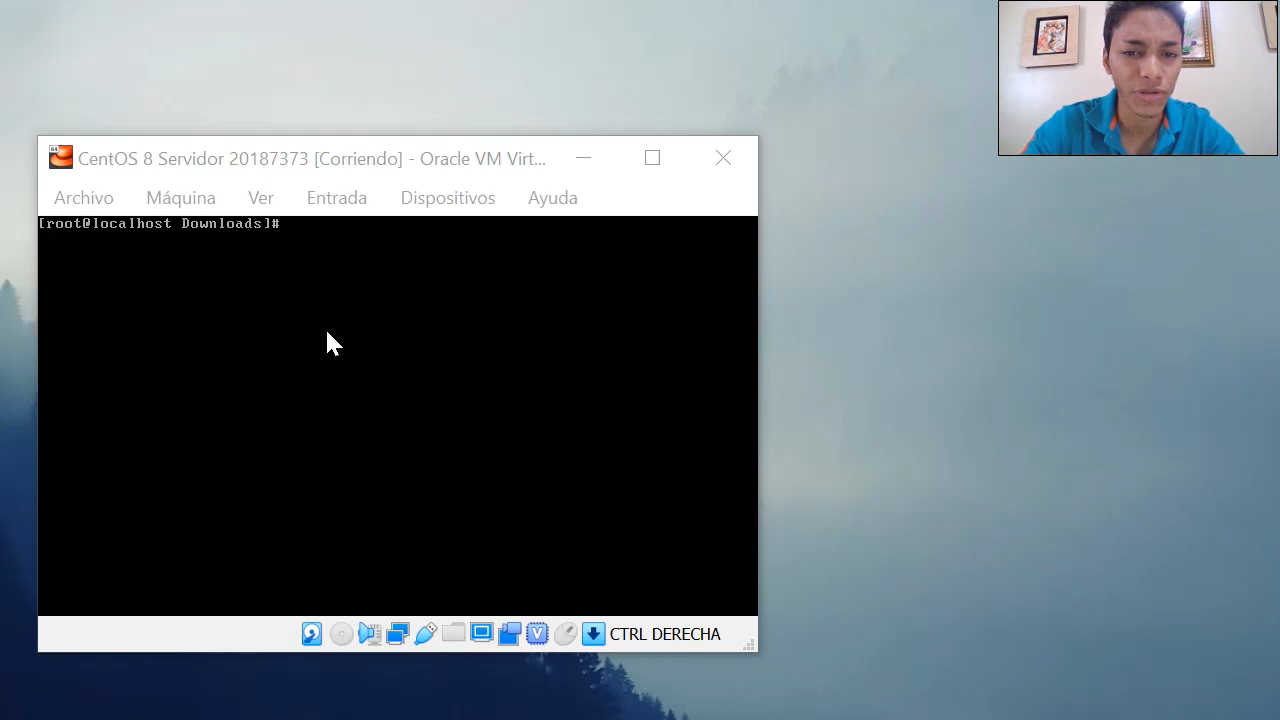 64
CentOS 8 Servidor 20187373 [Corriendo] - Oracle VM Virt...
Archivo Máquina Ver Entrada Dispositivos Ayuda
[root@localhost Downloads]#
V
CTRL DERECHA